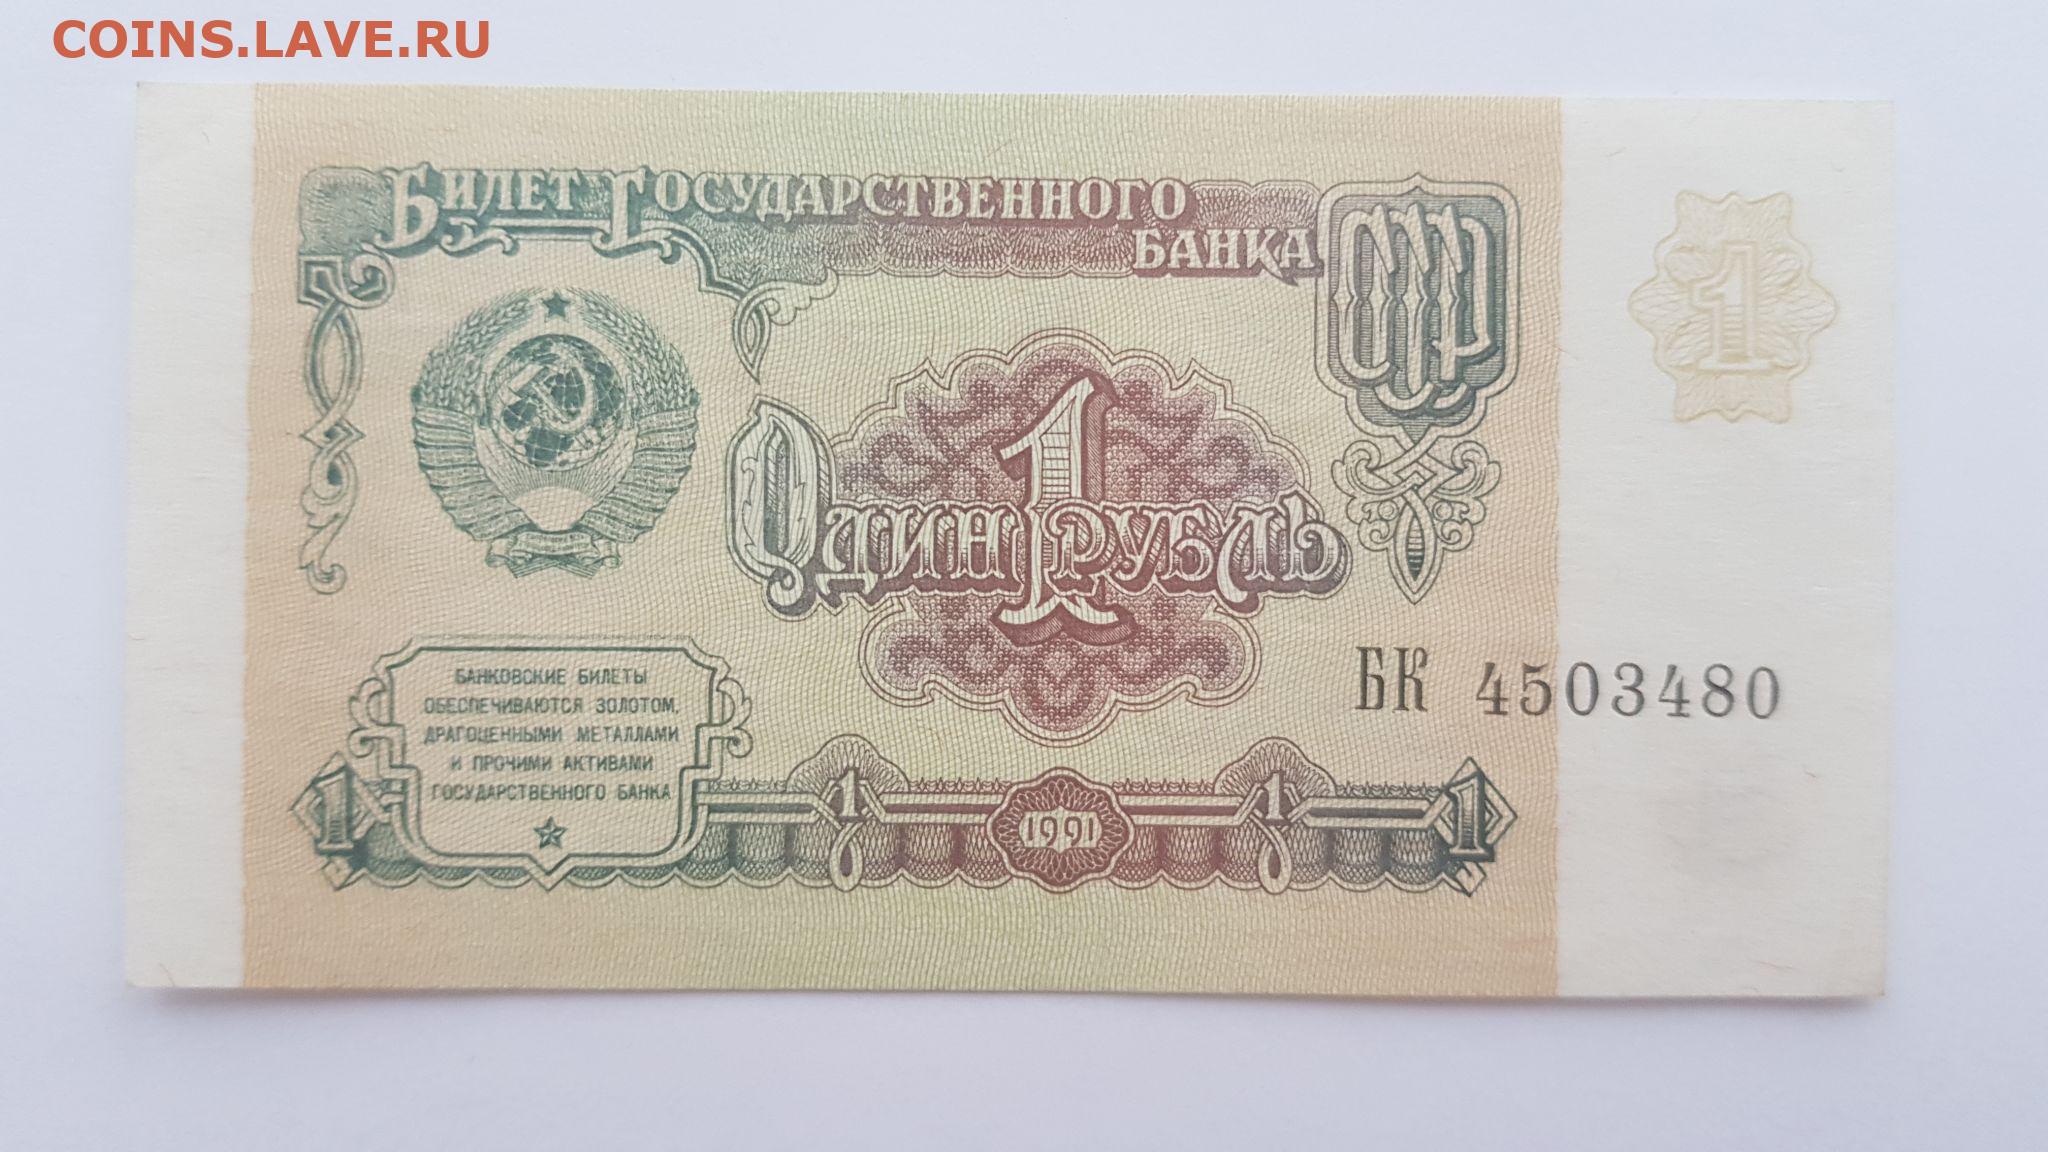 COINS.LAVE.RU
БИЛЕТ ГОСУДАРСТВЕННОГО
БАНКА
СССР
1
1
ОДИН РУБЛЬ
БК 4503480
БАНКОВСКИЕ БИЛЕТЫ
ОБЕСПЕЧИВАЮТСЯ ЗОЛОТОМ,
ДРАГОЦЕННЫМИ МЕТАЛЛАМИ
И ПРОЧИМИ АКТИВАМИ
ГОСУДАРСТВЕННОГО БАНКА
1 1 1991 1 1